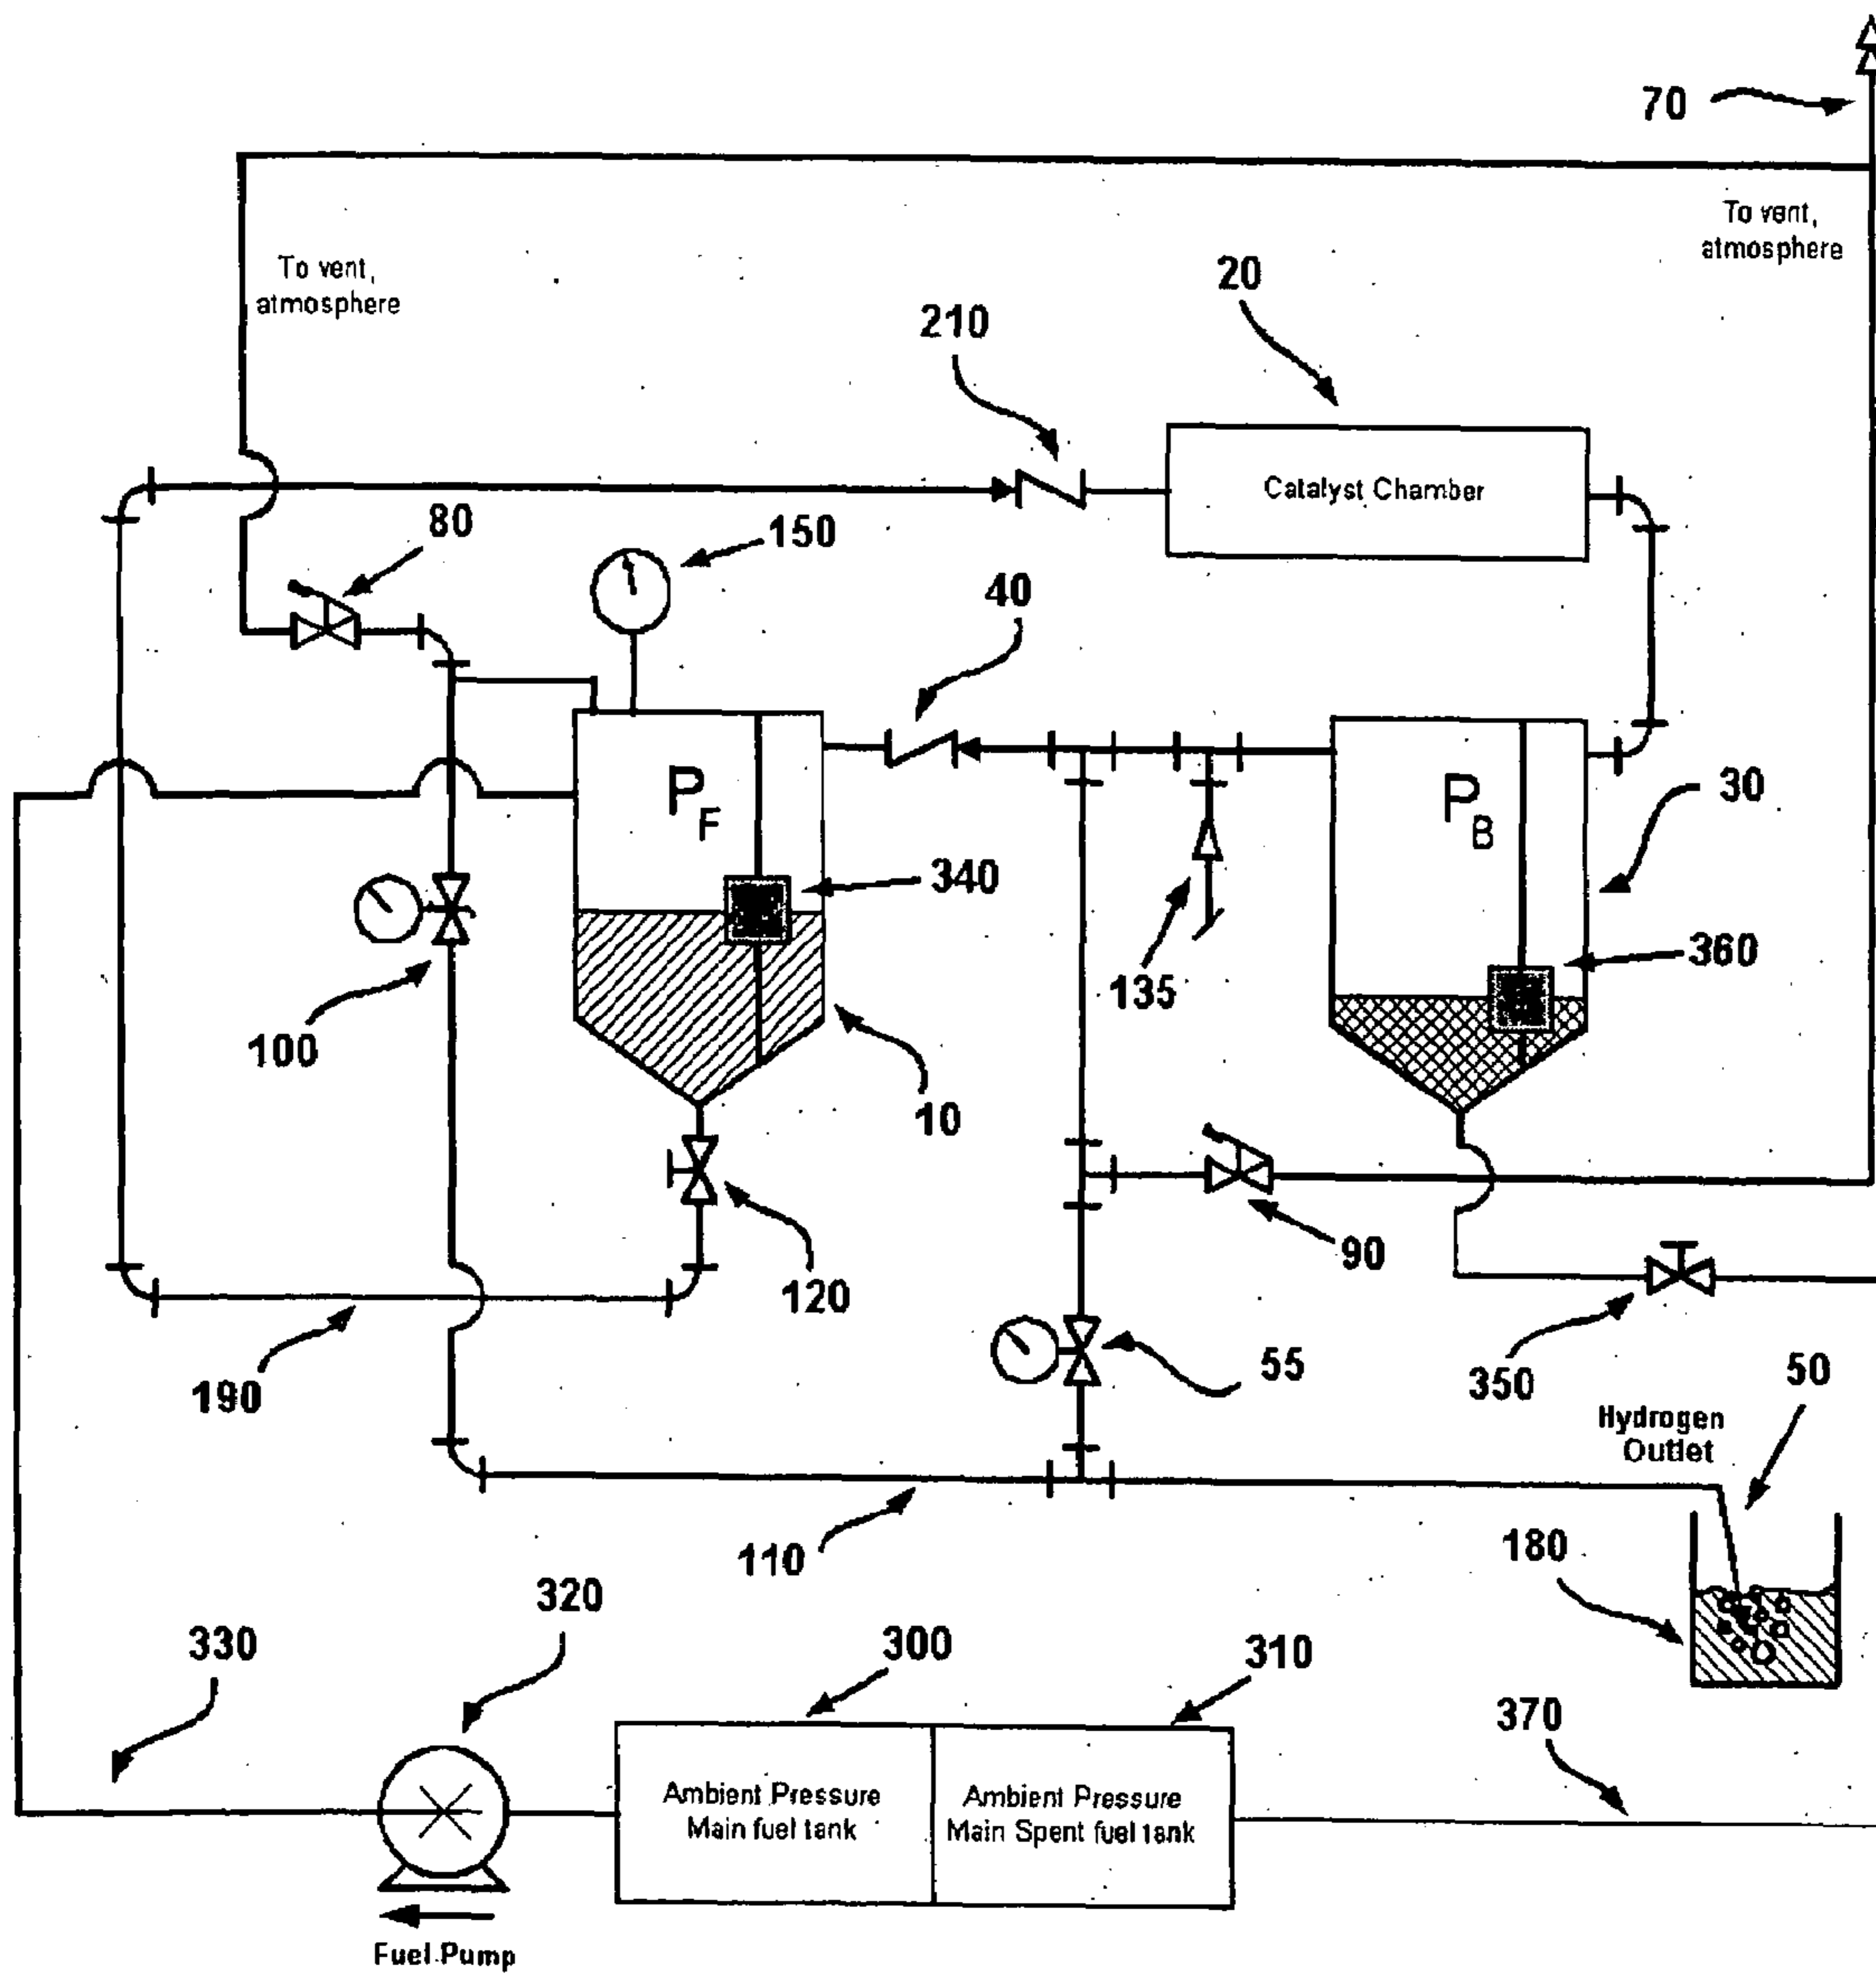 70
To vent,
atmosphere
To vent,
atmosphere
20
210
Catalyst Chamber
80
150
40
P
F
P
B
30
340
360
135
100
10
90
120
55
350
50
190
Hydrogen
Outlet
110
180
320
330
300
310
370
Ambient Pressure
Main fuel tank
Ambient Pressure
Main Spent fuel tank
Fuel Pump